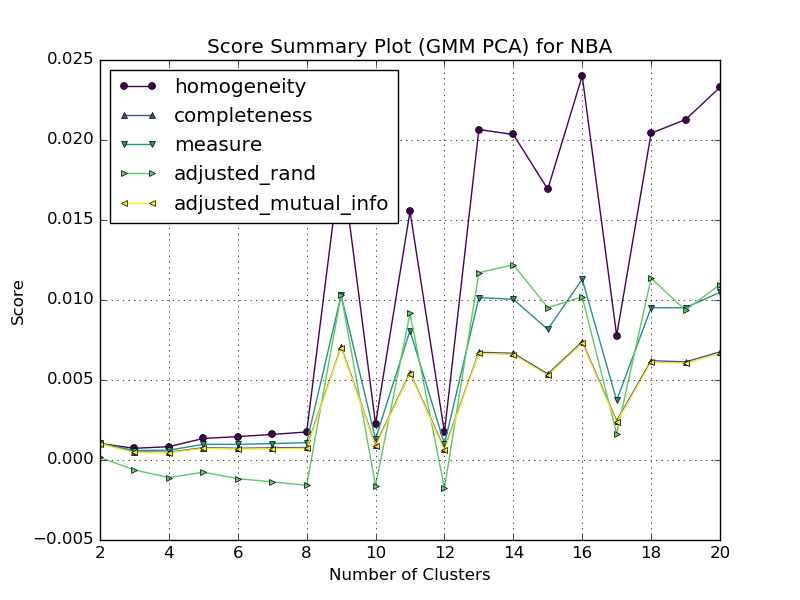 Score Summary Plot (GMM PCA) for NBA
0.025
0.020
0.015
0.010
0.005
0.000
−0.005
Score
homogeneity
completeness
measure
adjusted_rand
adjusted_mutual_info
2 4 6 8 10 12 14 16 18 20
Number of Clusters